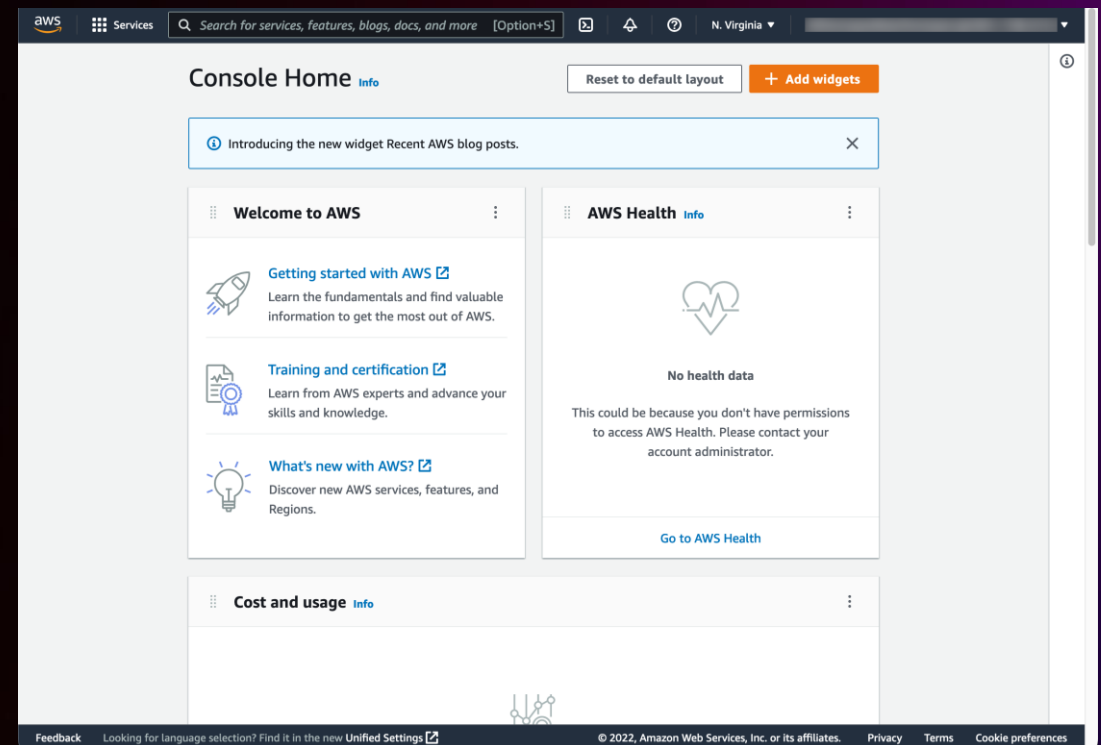 aws
Services
Search for services, features, blogs, docs, and more [Option+S]
N. Virginia
Console Home Info
Reset to default layout
Add widgets
Introducing the new widget Recent AWS blog posts.
Welcome to AWS
Getting started with AWS
Learn the fundamentals and find valuable
information to get the most out of AWS.
Training and certification
Learn from AWS experts and advance your
skills and knowledge.
What's new with AWS?
Discover new AWS services, features, and
Regions.
AWS Health Info
No health data
This could be because you don't have permissions
to access AWS Health. Please contact your
account administrator.
Go to AWS Health
Cost and usage Info
Feedback
Looking for language selection? Find it in the new Unified Settings
© 2022, Amazon Web Services, Inc. or its affiliates.
Privacy
Terms
Cookie preferences